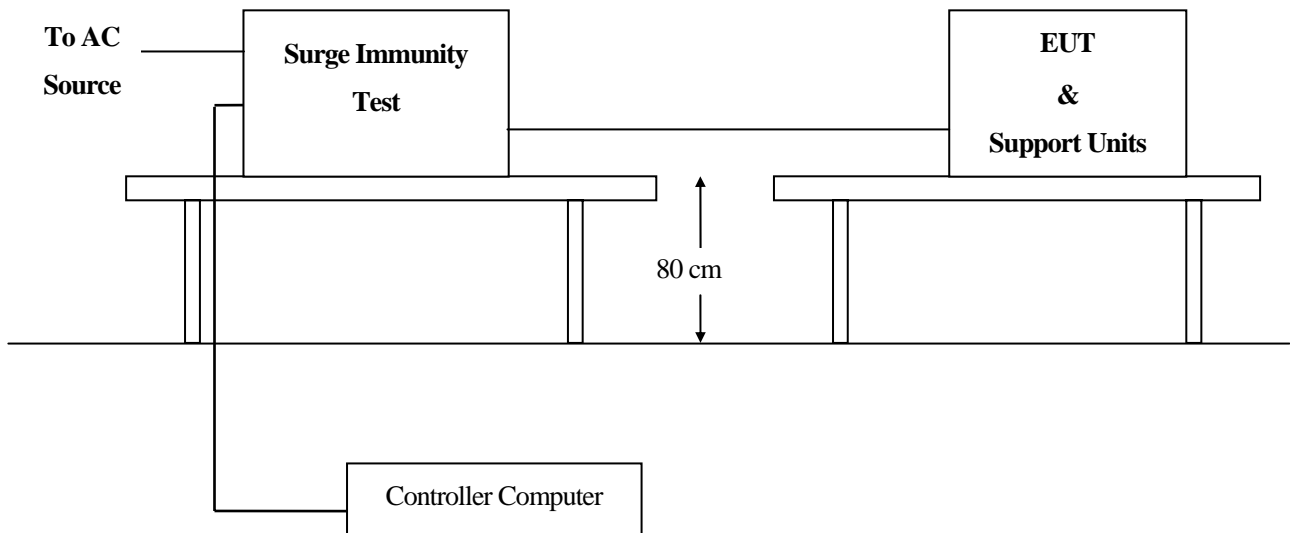 To AC
Source
Surge Immunity
Test
EUT
&
Support Units
80 cm
Controller Computer